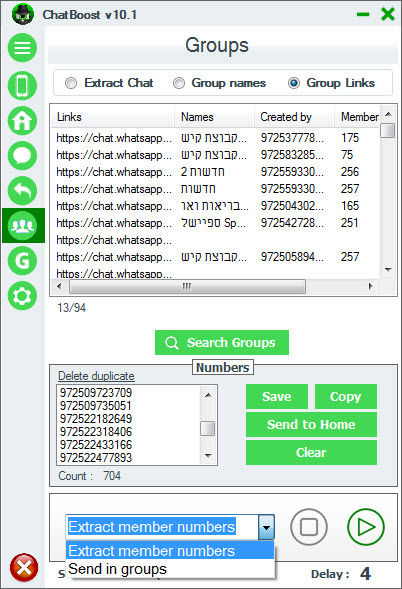 ChatBoost v10.1
Groups
Extract Chat Group names Group Links
Links Names Created by Member
https://chat.whatsapp... קבוצת קיש... 972537778... 175
https://chat.whatsapp... קבוצת קיש... 972583285... 75
https://chat.whatsapp... חדשות 2 972559330... 256
https://chat.whatsapp... חדשות 972559330... 257
https://chat.whatsapp... בריאות ואו... 972504302... 165
https://chat.whatsapp... ספיישל Sp... 972542728... 251
https://chat.whatsapp...
https://chat.whatsapp... קבוצת קיש... 972505894... 257
https://chat.whatsapp...
13/94
Search Groups
Numbers
Delete duplicate
972509723709
972509735051
972522182649
972522318406
972522433166
972522477893
Save Copy
Send to Home
Clear
Count : 704
Extract member numbers
Extract member numbers
Send in groups
S
Delay : 4